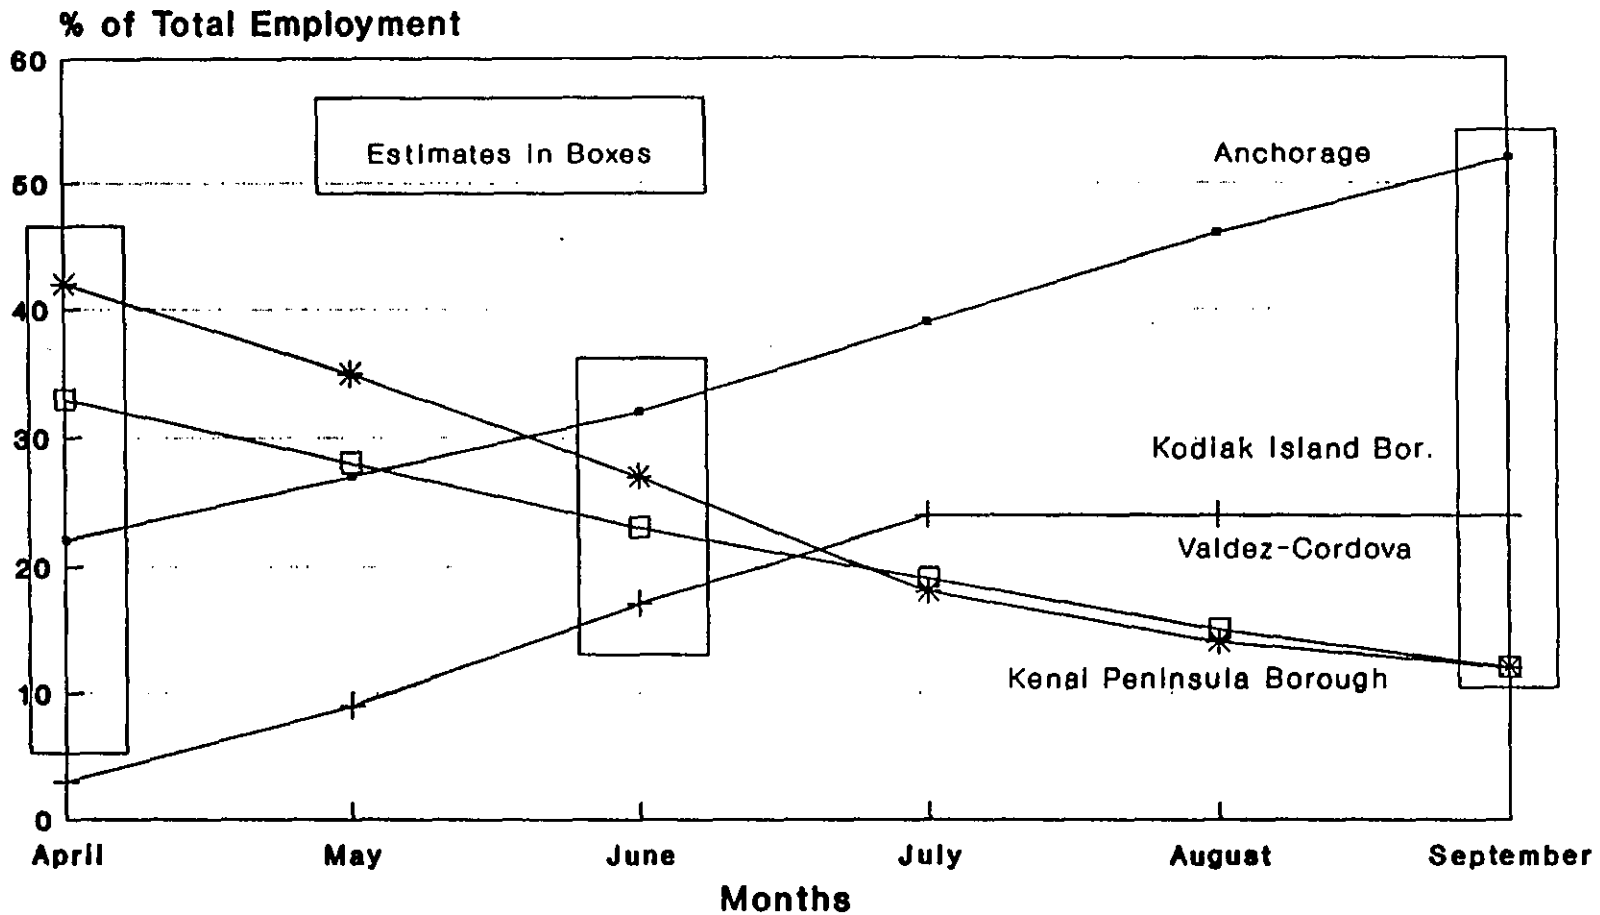 % of Total Employment
60
Estimates in Boxes
Anchorage
50
40
30
Kodiak Island Bor.
Valdez-Cordova
20
Kenai Peninsula Borough
10
0
April May June July August September
Months